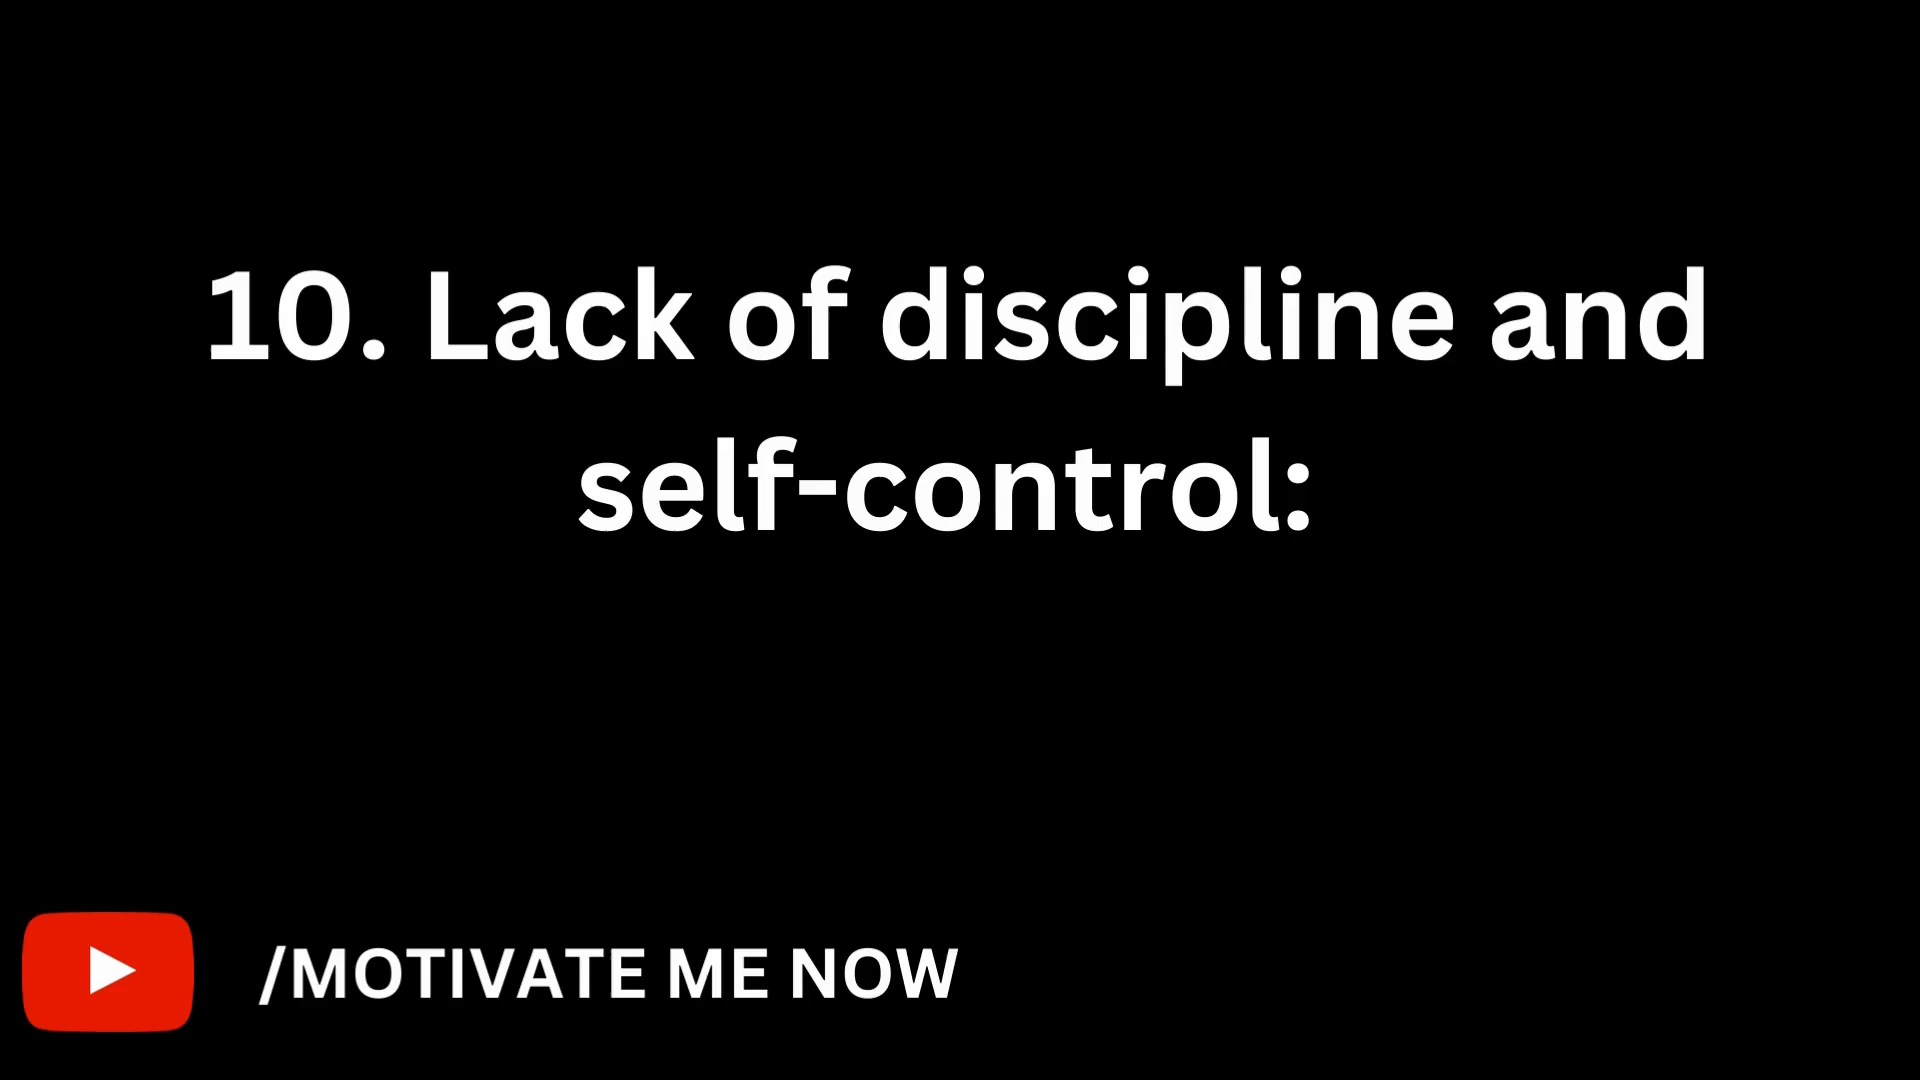 10. Lack of discipline and
self-control:
/MOTIVATE ME NOW